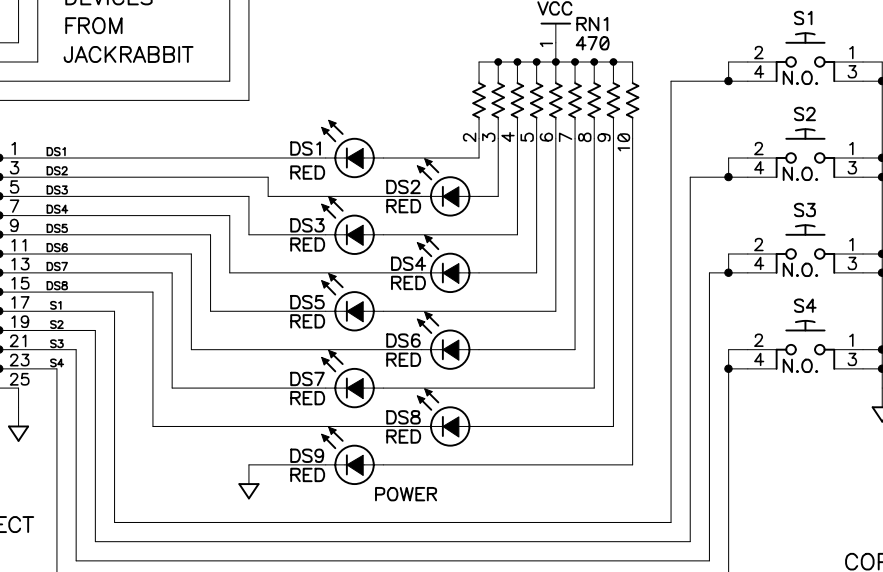 DEVICES
FROM
JACKRABBIT
VCC
1
RN1
470
2
3
4
5
6
7
8
9
10
1 DS1
3 DS2
5 DS3
7 DS4
9 DS5
11 DS6
13 DS7
15 DS8
17 S1
19 S2
21 S3
23 S4
25
DS1
RED
DS2
RED
DS3
RED
DS4
RED
DS5
RED
DS6
RED
DS7
RED
DS8
RED
DS9
RED
POWER
S1
2 1
4 N.O. 3
S2
2 1
4 N.O. 3
S3
2 1
4 N.O. 3
S4
2 1
4 N.O. 3
ECT